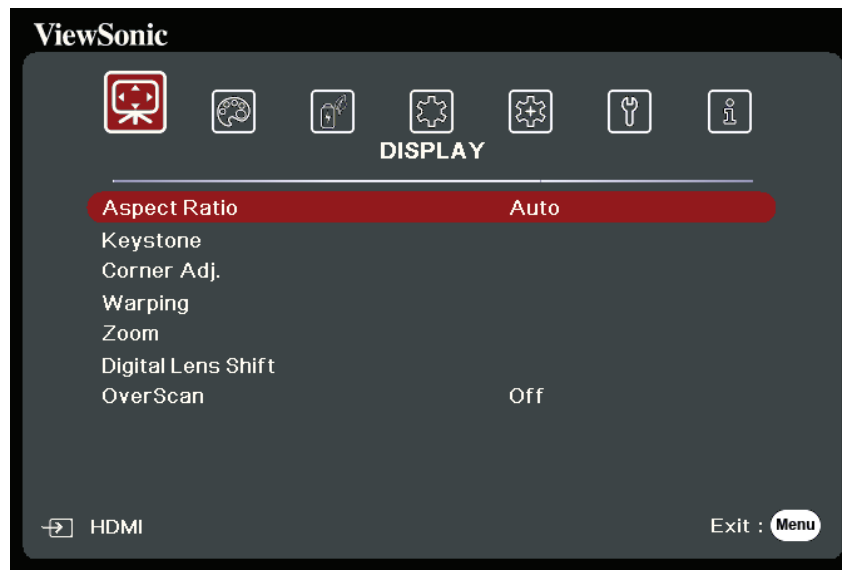 ViewSonic
DISPLAY
Aspect Ratio Auto
Keystone
Corner Adj.
Warping
Zoom
Digital Lens Shift
OverScan Off
HDMI Exit : Menu